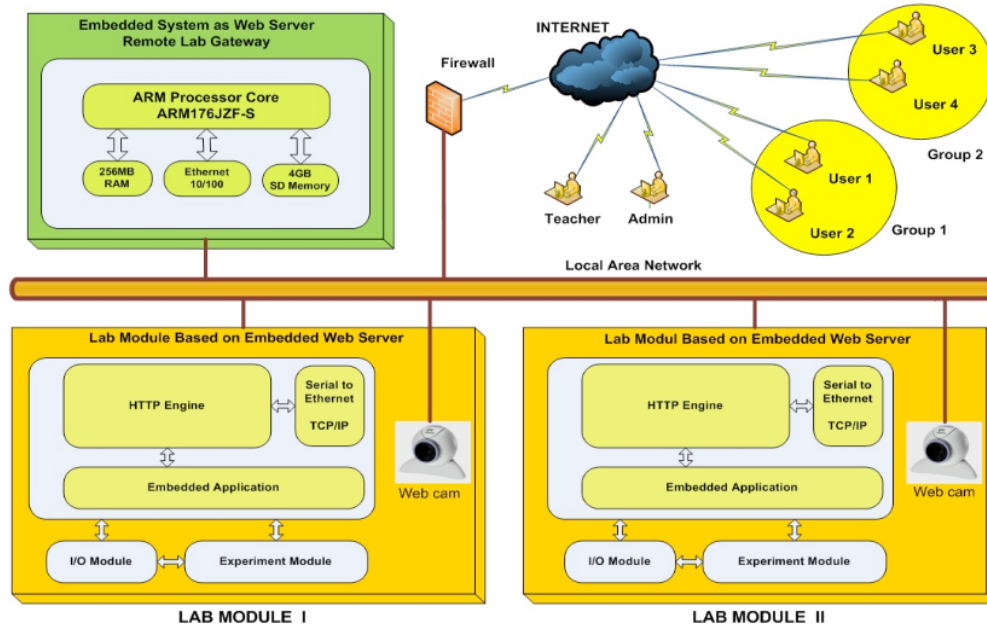 Embedded System as Web Server
Remote Lab Gateway
ARM Processor Core
ARM176JZF-S
256MB
RAM
Ethernet
10/100
4GB
SD Memory
Firewall
INTERNET
User 3
User 4
Group 2
User 1
User 2
Group 1
Teacher
Admin
Local Area Network
Lab Module Based on Embedded Web Server
HTTP Engine
Serial to
Ethernet
TCP/IP
Embedded Application
Web cam
I/O Module
Experiment Module
LAB MODULE I
Lab Modul Based on Embedded Web Server
HTTP Engine
Serial to
Ethernet
TCP/IP
Embedded Application
Web cam
I/O Module
Experiment Module
LAB MODULE II